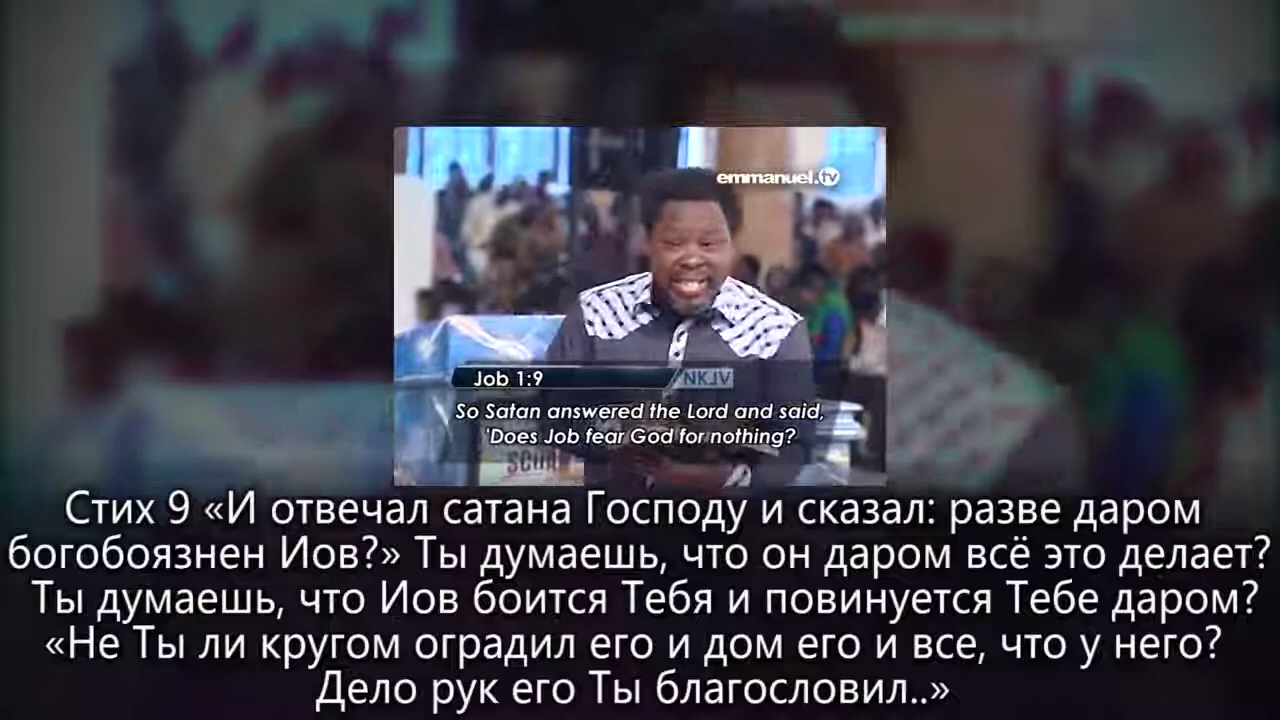 emmanuel.tv
Job 1:9 NKJV
So Satan answered the Lord and said,
'Does Job fear God for nothing?
Стих 9 «И отвечал сатана Господу и сказал: разве даром
богобоязнен Иов?» Ты думаешь, что он даром всё это делает?
Ты думаешь, что Иов боится Тебя и повинуется Тебе даром?
«Не Ты ли кругом оградил его и дом его и все, что у него?
Дело рук его Ты благословил..»